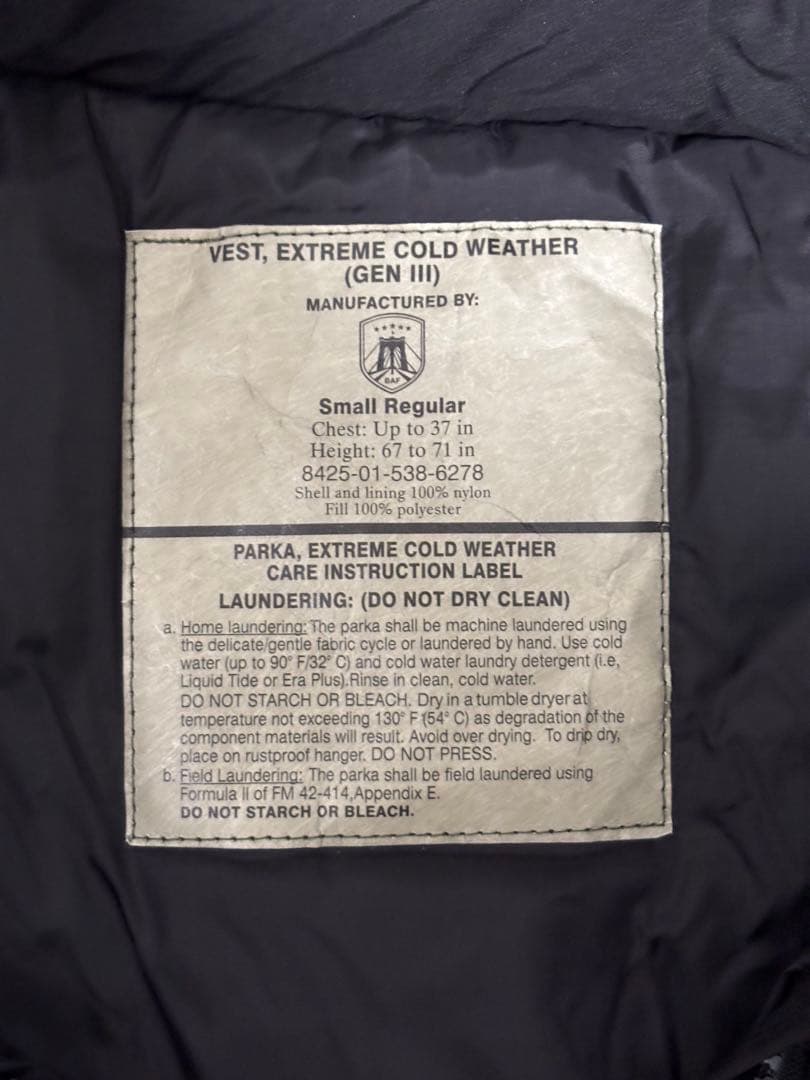 VEST, EXTREME COLD WEATHER
(GEN III)
MANUFACTURED BY:
BAF
Small Regular
Chest: Up to 37 in
Height: 67 to 71 in
8425-01-538-6278
Shell and lining 100% nylon
Fill 100% polyester
PARKA, EXTREME COLD WEATHER
CARE INSTRUCTION LABEL
LAUNDERING: (DO NOT DRY CLEAN)
a. Home laundering: The parka shall be machine laundered using
the delicate/gentle fabric cycle or laundered by hand. Use cold
water (up to 90° F/32° C) and cold water laundry detergent (i.e,
Liquid Tide or Era Plus).Rinse in clean, cold water.
DO NOT STARCH OR BLEACH. Dry in a tumble dryer at
temperature not exceeding 130° F (54° C) as degradation of the
component materials will result. Avoid over drying. To drip dry,
place on rustproof hanger. DO NOT PRESS.
b. Field Laundering: The parka shall be field laundered using
Formula II of FM 42-414,Appendix E.
DO NOT STARCH OR BLEACH.